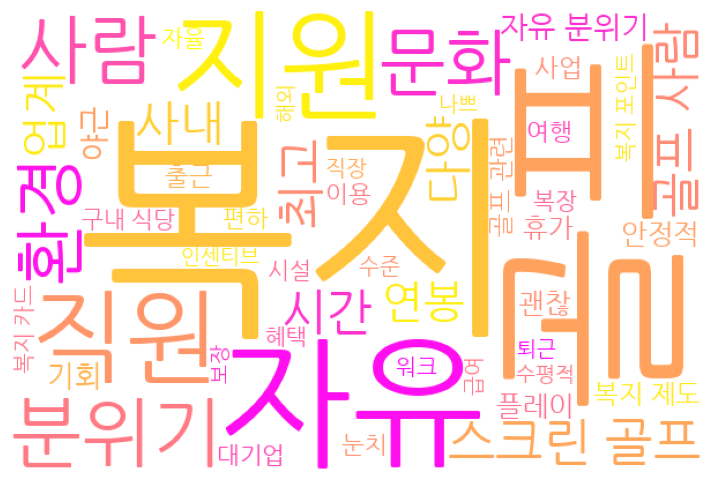 사람
자율
지원
문화
자유 분위기
업계
야근
사내
해외
나쁘
다양
사업
복지 포인트
골프 사람
출근
최고
직장
이용
여행
골프 관련
골프
복지
환경
구내 식당
편하
복장
휴가
안정적
인센티브
시설
수준
복지 카드
직원
시간
연봉
괜찮
기회
보장
혜택
자유
워크
급여
퇴근
수평적
플레이
복지 제도
분위기
대기업
눈치
스크린 골프